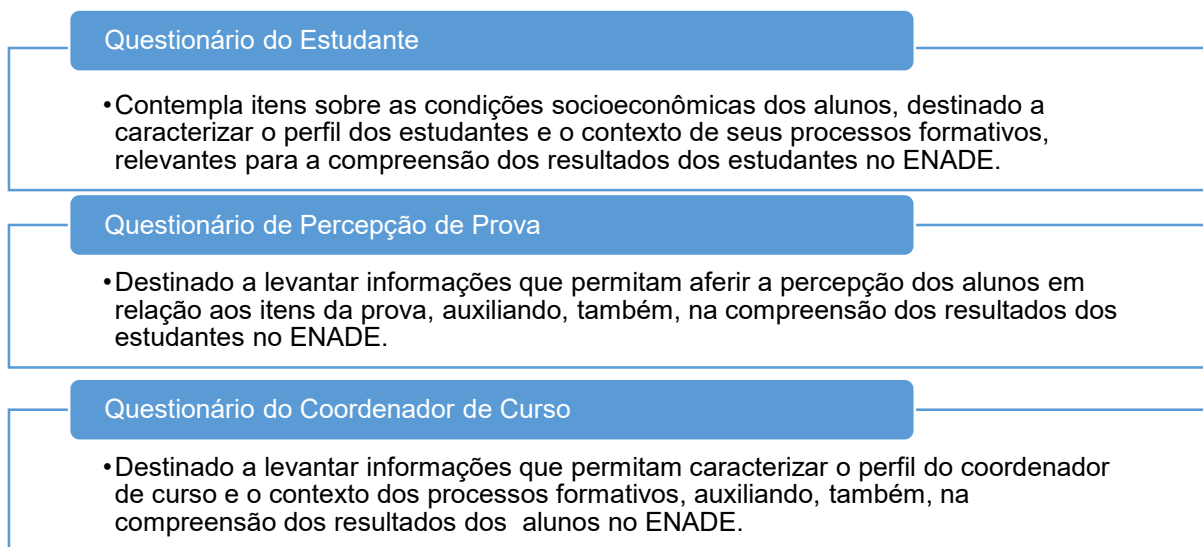 Questionário do Estudante
•Contempla itens sobre as condições socioeconômicas dos alunos, destinado a
caracterizar o perfil dos estudantes e o contexto de seus processos formativos,
relevantes para a compreensão dos resultados dos estudantes no ENADE.
Questionário de Percepção de Prova
•Destinado a levantar informações que permitam aferir a percepção dos alunos em
relação aos itens da prova, auxiliando, também, na compreensão dos resultados dos
estudantes no ENADE.
Questionário do Coordenador de Curso
•Destinado a levantar informações que permitam caracterizar o perfil do coordenador
de curso e o contexto dos processos formativos, auxiliando, também, na
compreensão dos resultados dos  alunos no ENADE.